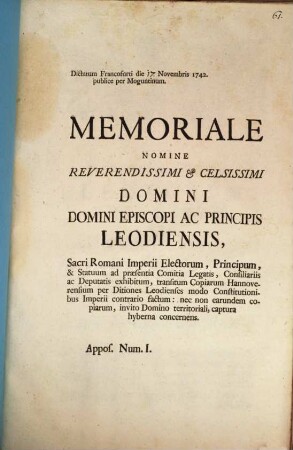 67.
Dictatum Francofurti die 17 Novembris 1742.
publice per Moguntinum.
MEMORIALE
NOMINE
REVERENDISSIMI & CELSISSIMI
DOMINI
DOMINI EPISCOPI AC PRINCIPIS
LEODIENSIS,
Sacri Romani Imperii Electorum, Principum,
& Statuum ad præsentia Comitia Legatis, Consiliariis
ac Deputatis exhibitum, transitum Copiarum Hannove-
rensium per Ditiones Leodienses modo Constitutioni-
bus Imperii contrario factum: nec non earundem co-
piarum, invito Domino territoriali, captura
hyberna concernens.
Appos. Num. I.